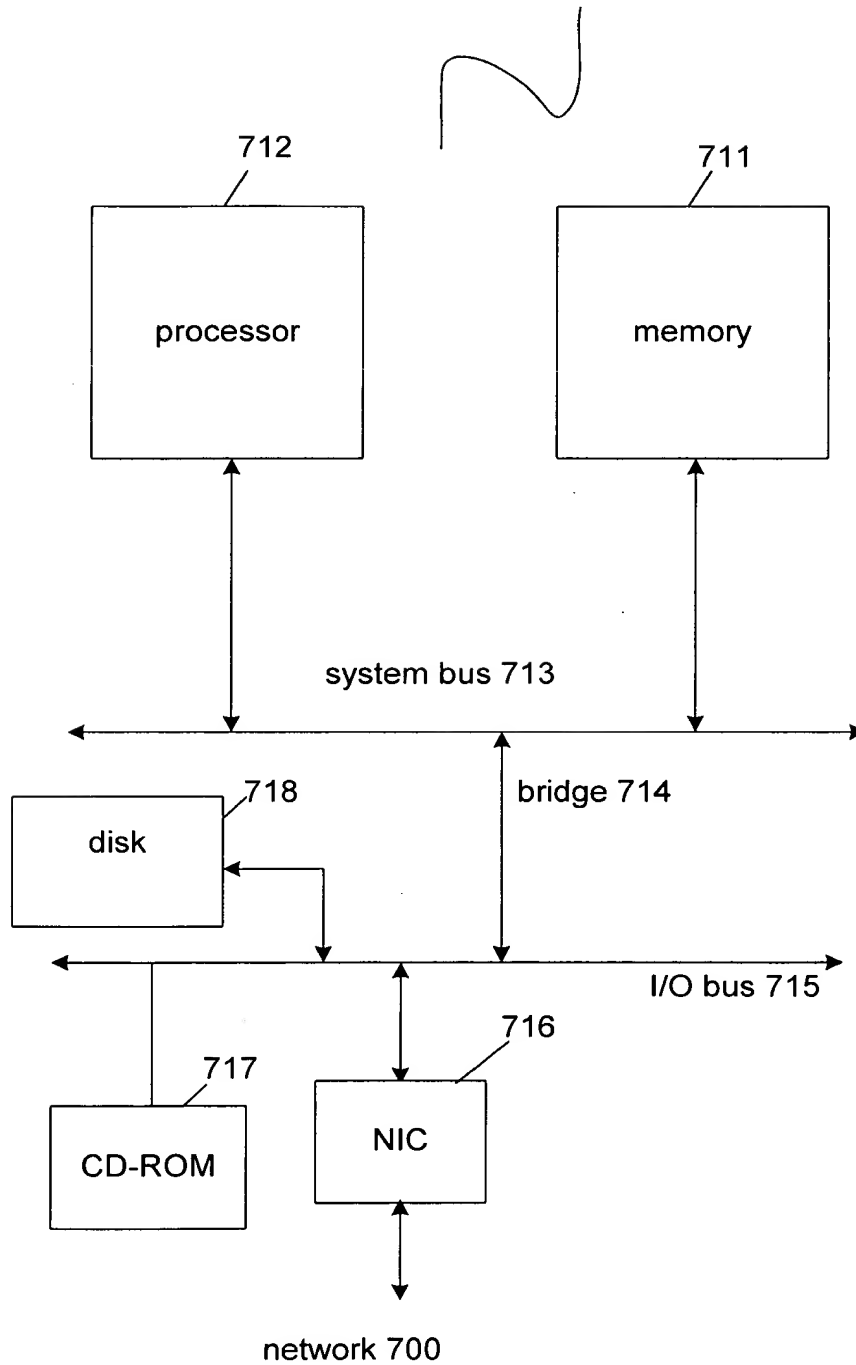 712
711
processor
memory
system bus 713
718
bridge 714
disk
I/O bus 715
716
717
NIC
CD-ROM
network 700